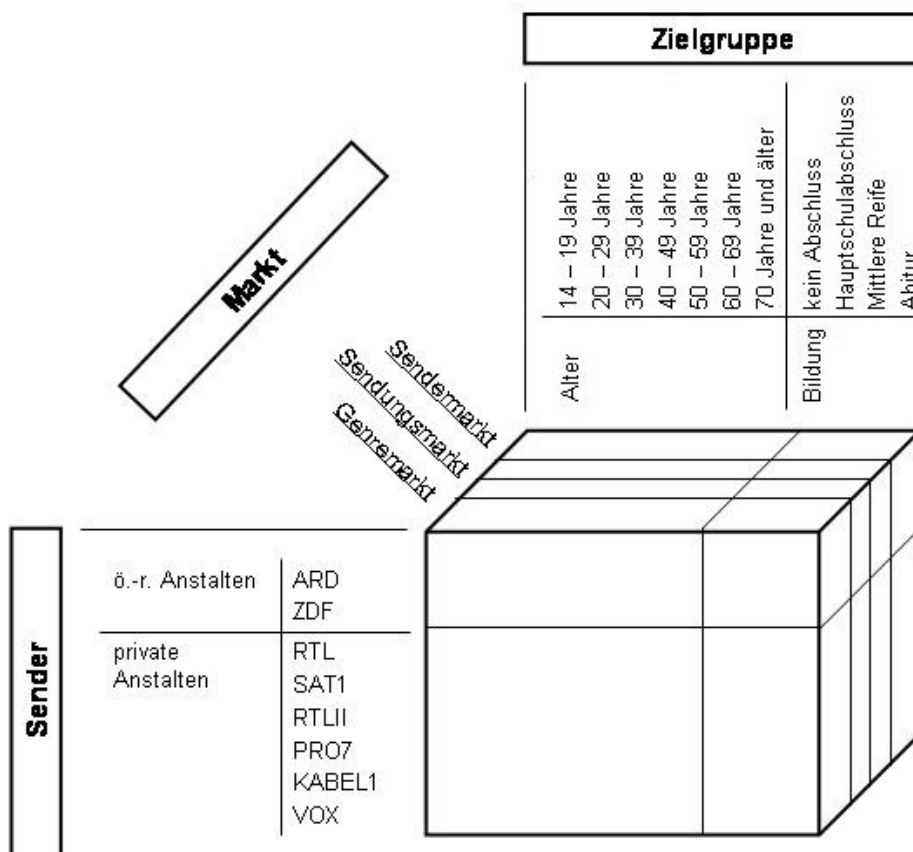 Zielgruppe
14 – 19 Jahre
20 – 29 Jahre
30 – 39 Jahre
40 – 49 Jahre
50 – 59 Jahre
60 – 69 Jahre
70 Jahre und älter
kein Abschluss
Hauptschulabschluss
Mittlere Reife
Abitur
Alter
Bildung
Markt
Sendermarkt
Sendungsmarkt
Genremarkt
Sender
ö.-r. Anstalten
ARD
ZDF
private
Anstalten
RTL
SAT1
RTLII
PRO7
KABEL1
VOX